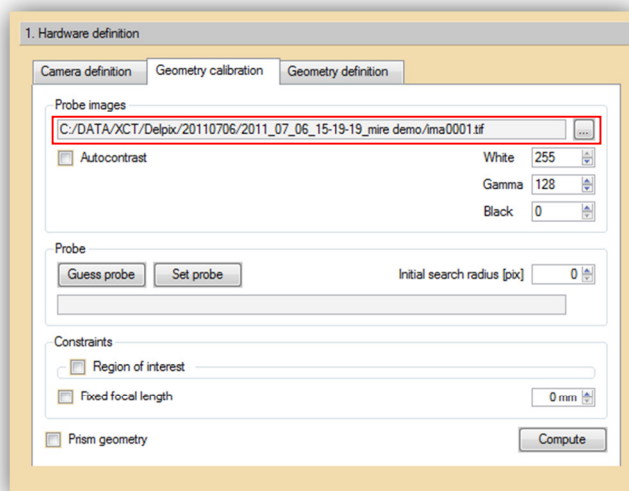 1. Hardware definition
Camera definition Geometry calibration Geometry definition
Probe images
C:/DATA/XCT/Delpix/20110706/2011_07_06_15-19-19_mire demo/ima0001.tif ...
Autocontrast White 255
Gamma 128
Black 0
Probe
Guess probe Set probe Initial search radius [pix] 0
Constraints
Region of interest
Fixed focal length 0 mm
Prism geometry Compute